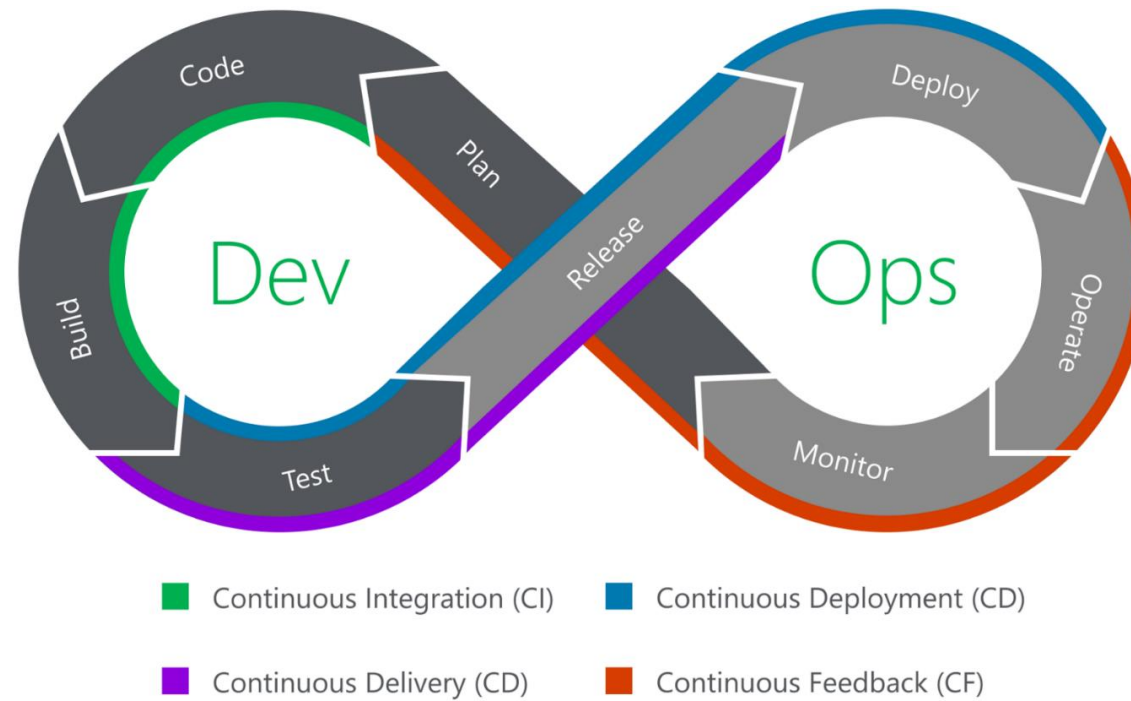 Code
Plan
Build
Test
Release
Deploy
Operate
Monitor
Dev
Ops
Continuous Integration (CI)
Continuous Deployment (CD)
Continuous Delivery (CD)
Continuous Feedback (CF)